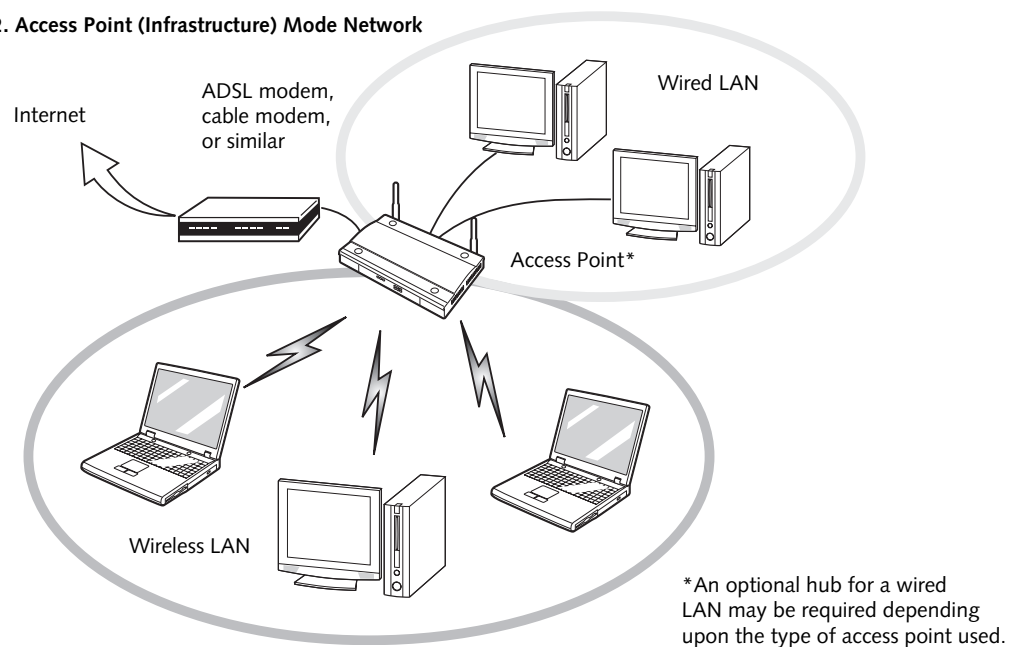 2. Access Point (Infrastructure) Mode Network
Internet
ADSL modem,
cable modem,
or similar
Wired LAN
Access Point*
Wireless LAN
*An optional hub for a wired
LAN may be required depending
upon the type of access point used.